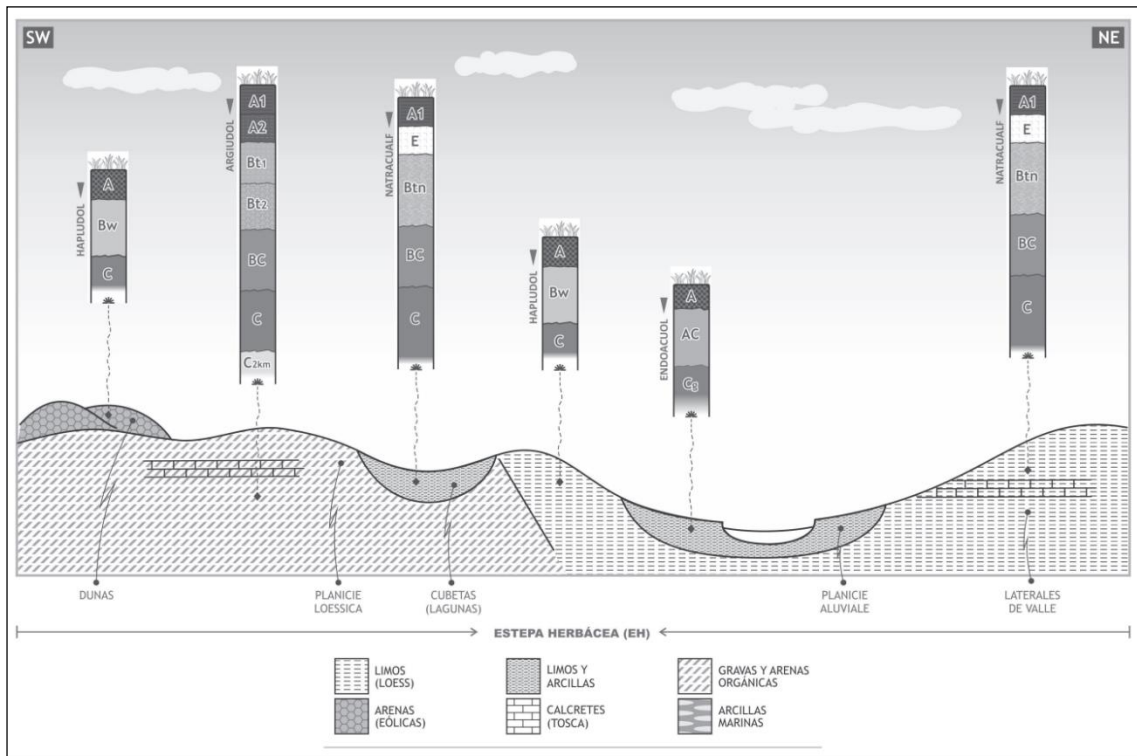 SW
NE
HAPLUDOL
A
Bw
C
ARGIUDOL
A1
A2
Bt1
Bt2
BC
C
C2km
NATRACUALF
A1
E
Btn
BC
C
HAPLUDOL
A
Bw
C
ENDOACUOL
A
AC
Cg
NATRACUALF
A1
E
Btn
BC
C
DUNAS
PLANICIE
LOESSICA
CUBETAS
(LAGUNAS)
PLANICIE
ALUVIALE
LATERALES
DE VALLE
ESTEPA HERBÁCEA (EH)
LIMOS
(LOESS)
LIMOS Y
ARCILLAS
GRAVAS Y ARENAS
ORGÁNICAS
ARENAS
(EÓLICAS)
CALCRETES
(TOSCA)
ARCILLAS
MARINAS